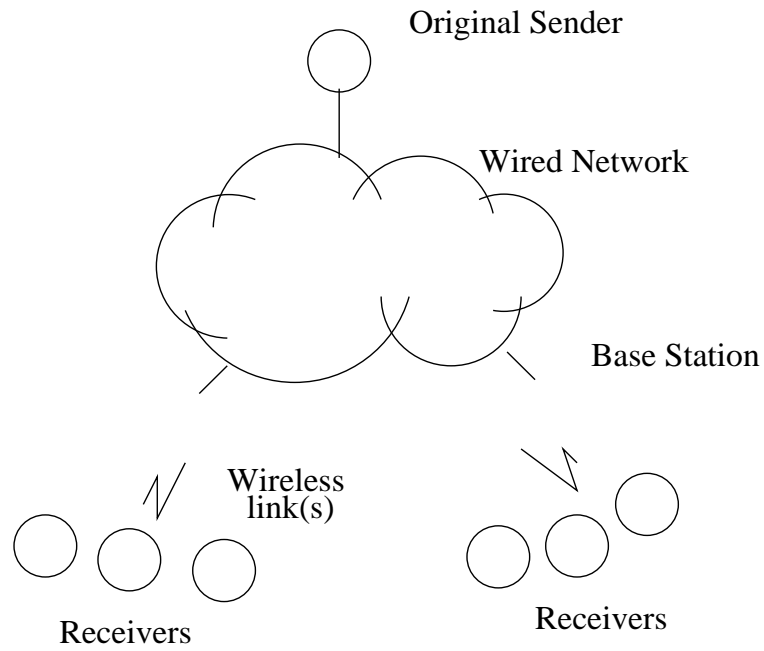 Original Sender
Wired Network
Base Station
Wireless
link(s)
Receivers
Receivers